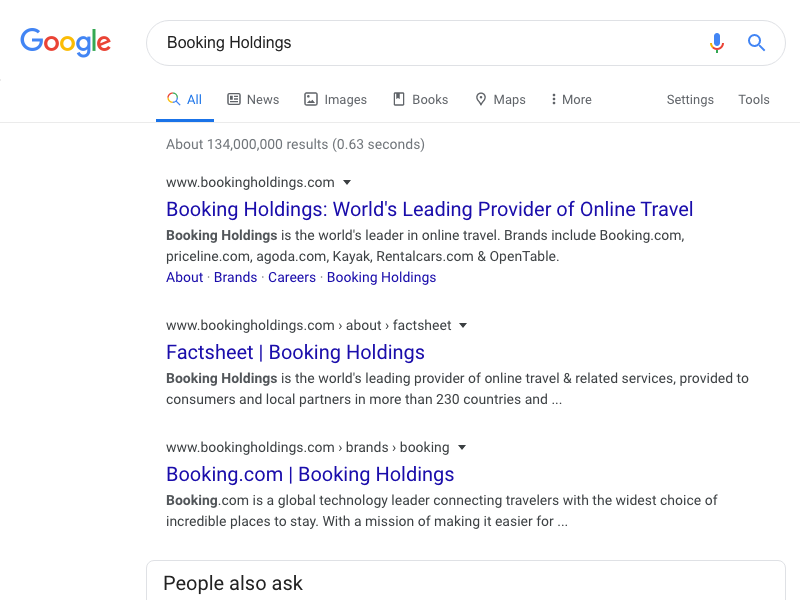 Google
Booking Holdings
All News Images Books Maps More Settings Tools
About 134,000,000 results (0.63 seconds)
www.bookingholdings.com
Booking Holdings: World's Leading Provider of Online Travel
Booking Holdings is the world's leader in online travel. Brands include Booking.com,
priceline.com, agoda.com, Kayak, Rentalcars.com & OpenTable.
About · Brands · Careers · Booking Holdings
www.bookingholdings.com › about › factsheet
Factsheet | Booking Holdings
Booking Holdings is the world's leading provider of online travel & related services, provided to
consumers and local partners in more than 230 countries and ...
www.bookingholdings.com › brands › booking
Booking.com | Booking Holdings
Booking.com is a global technology leader connecting travelers with the widest choice of
incredible places to stay. With a mission of making it easier for ...
People also ask